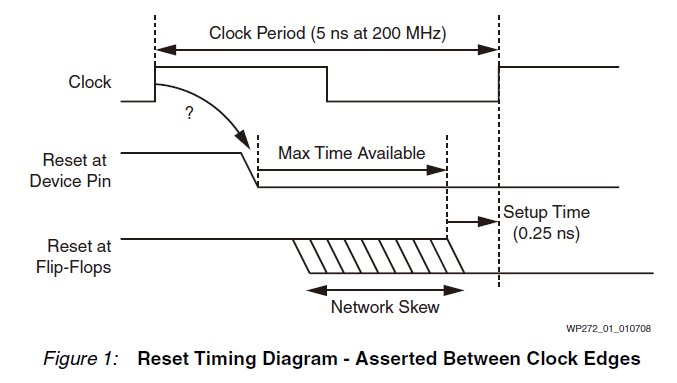 Clock Period (5 ns at 200 MHz)
Clock
?
Reset at
Device Pin
Max Time Available
Setup Time
(0.25 ns)
Reset at
Flip-Flops
Network Skew
WP272_01_010708
Figure 1: Reset Timing Diagram - Asserted Between Clock Edges